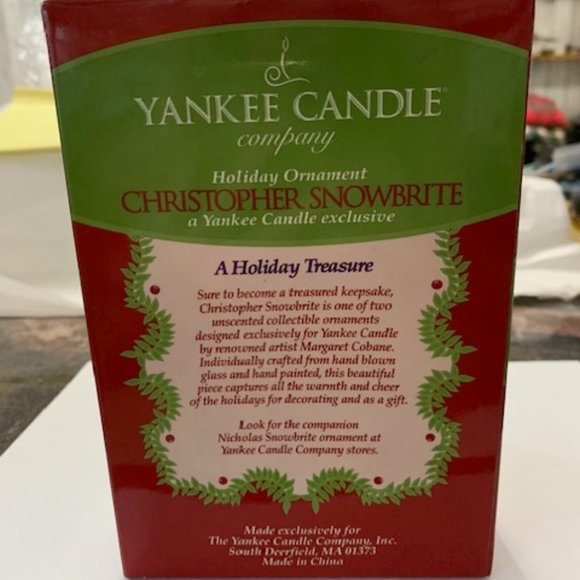 YANKEE CANDLE®
company
Holiday Ornament
CHRISTOPHER SNOWBRITE
a Yankee Candle exclusive
A Holiday Treasure
Sure to become a treasured keepsake,
Christopher Snowbrite is one of two
unscented collectible ornaments
designed exclusively for Yankee Candle
by renowned artist Margaret Cobane.
Individually crafted from hand blown
glass and hand painted, this beautiful
piece captures all the warmth and cheer
of the holidays for decorating and as a gift.
Look for the companion
Nicholas Snowbrite ornament at
Yankee Candle Company stores.
Made exclusively for
The Yankee Candle Company, Inc.
South Deerfield, MA 01373
Made in China